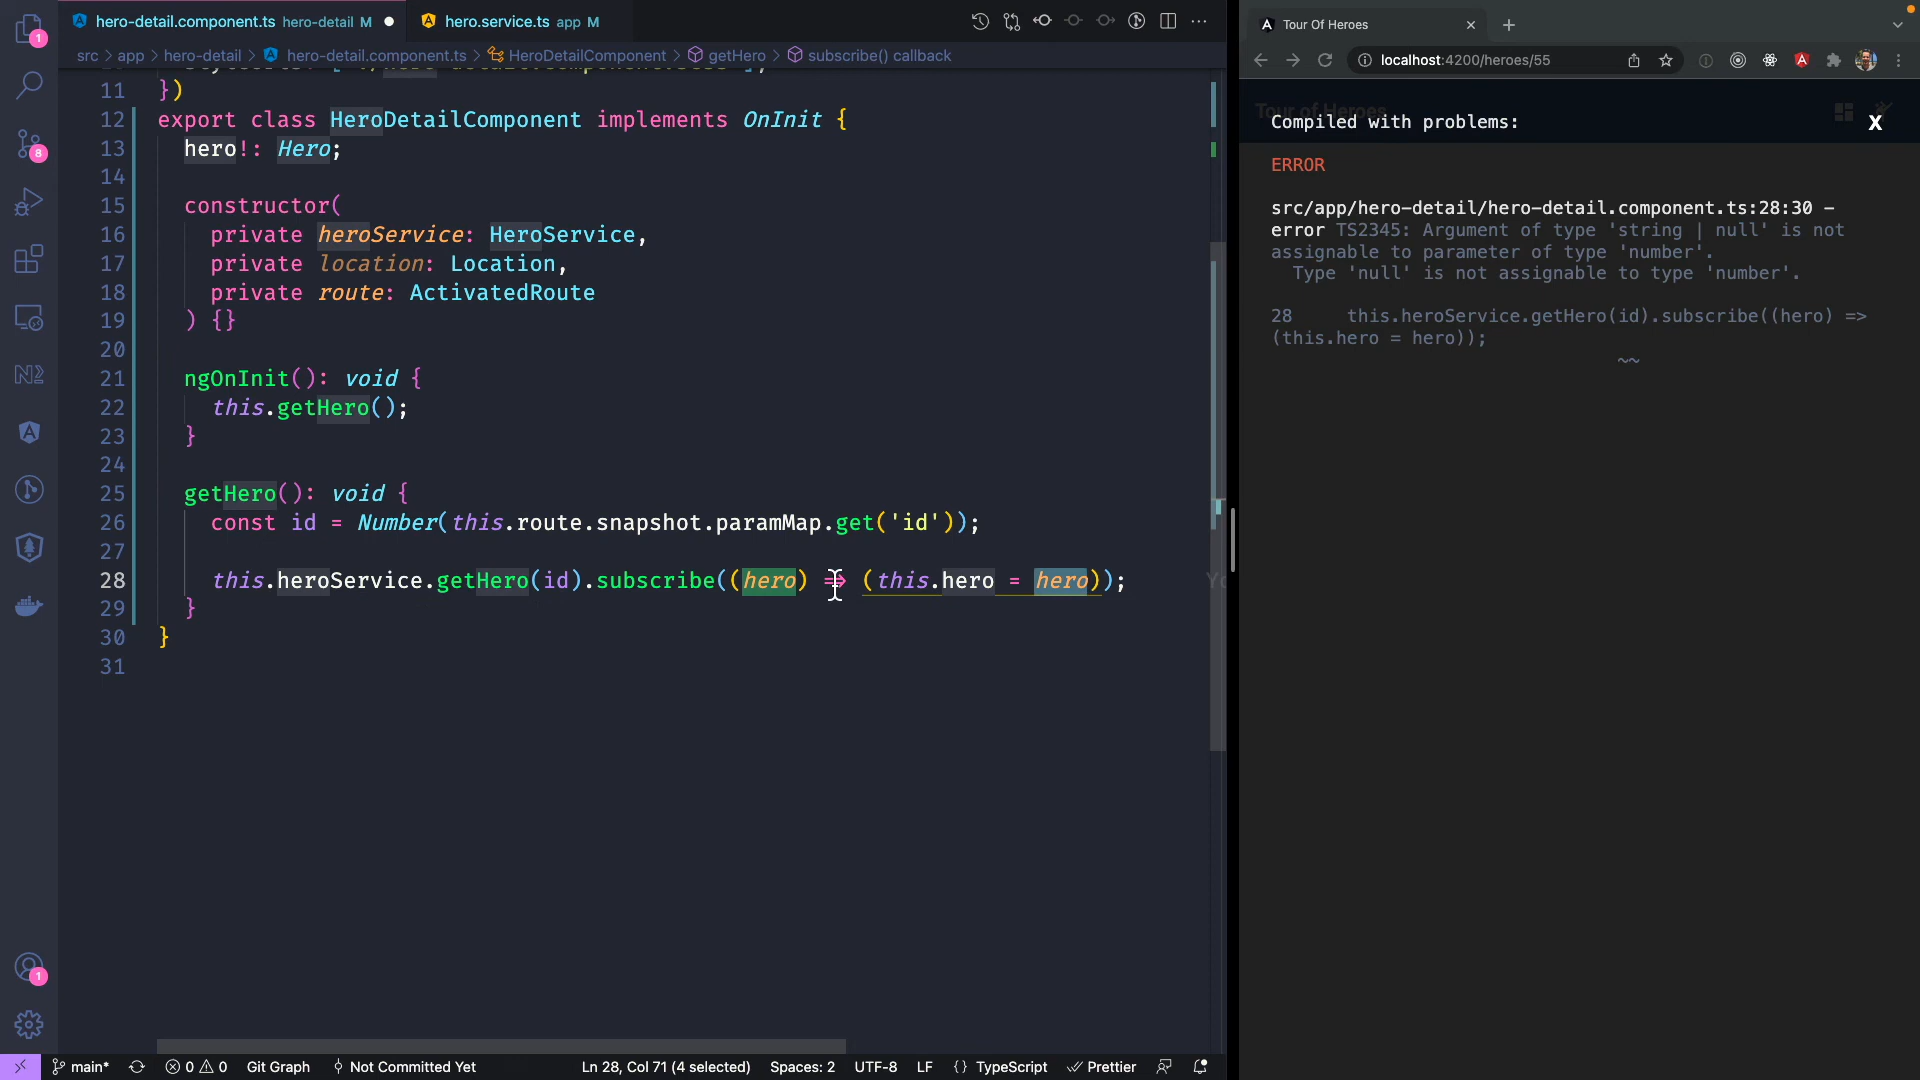 hero-detail.component.ts hero-detail M
hero.service.ts app M
src > app > hero-detail > hero-detail.component.ts > HeroDetailComponent > getHero > subscribe() callback
11 })
12 export class HeroDetailComponent implements OnInit {
13 hero!: Hero;
14
15 constructor(
16 private heroService: HeroService,
17 private location: Location,
18 private route: ActivatedRoute
19 ) {}
20
21 ngOnInit(): void {
22 this.getHero();
23 }
24
25 getHero(): void {
26 const id = Number(this.route.snapshot.paramMap.get('id'));
27
28 this.heroService.getHero(id).subscribe((hero) => (this.hero = hero));
29 }
30 }
31
1
8
1
main*
0 0
Git Graph
Not Committed Yet
Ln 28, Col 71 (4 selected)
Spaces: 2
UTF-8
LF
{} TypeScript
Prettier
Tour Of Heroes
localhost:4200/heroes/55
Tour of Heroes
Compiled with problems:
X
ERROR
src/app/hero-detail/hero-detail.component.ts:28:30 -
error TS2345: Argument of type 'string | null' is not
assignable to parameter of type 'number'.
Type 'null' is not assignable to type 'number'.
28 this.heroService.getHero(id).subscribe((hero) =>
(this.hero = hero));
~~